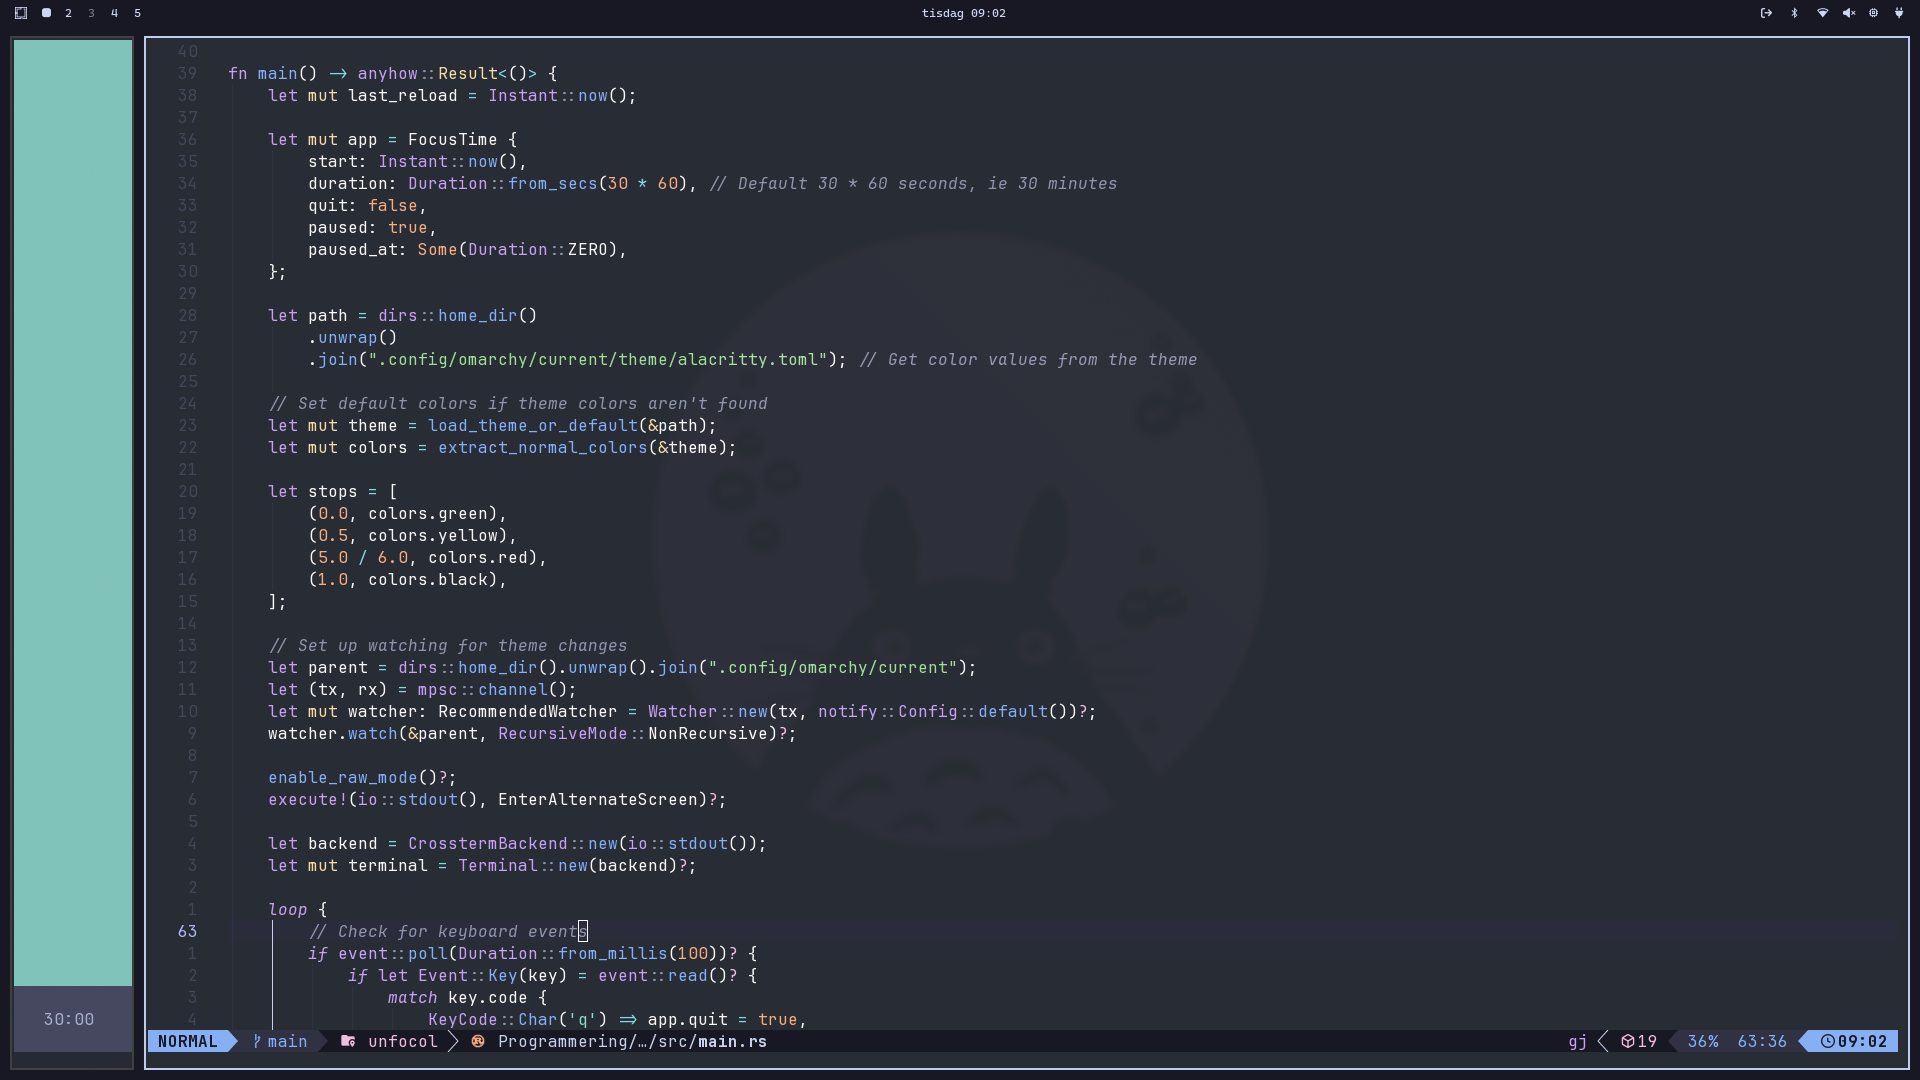 2 3 4 5
tisdag 09:02
30:00
40
39 fn main() -> anyhow::Result<()> {
38     let mut last_reload = Instant::now();
37
36     let mut app = FocusTime {
35         start: Instant::now(),
34         duration: Duration::from_secs(30 * 60), // Default 30 * 60 seconds, ie 30 minutes
33         quit: false,
32         paused: true,
31         paused_at: Some(Duration::ZERO),
30     };
29
28     let path = dirs::home_dir()
27         .unwrap()
26         .join(".config/omarchy/current/theme/alacritty.toml"); // Get color values from the theme
25
24     // Set default colors if theme colors aren't found
23     let mut theme = load_theme_or_default(&path);
22     let mut colors = extract_normal_colors(&theme);
21
20     let stops = [
19         (0.0, colors.green),
18         (0.5, colors.yellow),
17         (5.0 / 6.0, colors.red),
16         (1.0, colors.black),
15     ];
14
13     // Set up watching for theme changes
12     let parent = dirs::home_dir().unwrap().join(".config/omarchy/current");
11     let (tx, rx) = mpsc::channel();
10     let mut watcher: RecommendedWatcher = Watcher::new(tx, notify::Config::default())?;
9     watcher.watch(&parent, RecursiveMode::NonRecursive)?;
8
7     enable_raw_mode()?;
6     execute!(io::stdout(), EnterAlternateScreen)?;
5
4     let backend = CrosstermBackend::new(io::stdout());
3     let mut terminal = Terminal::new(backend)?;
2
1     loop {
63         // Check for keyboard events
1         if event::poll(Duration::from_millis(100))? {
2             if let Event::Key(key) = event::read()? {
3                 match key.code {
4                     KeyCode::Char('q') => app.quit = true,
NORMAL main unfocol Programmering/…/src/main.rs gj 19 36% 63:36 09:02